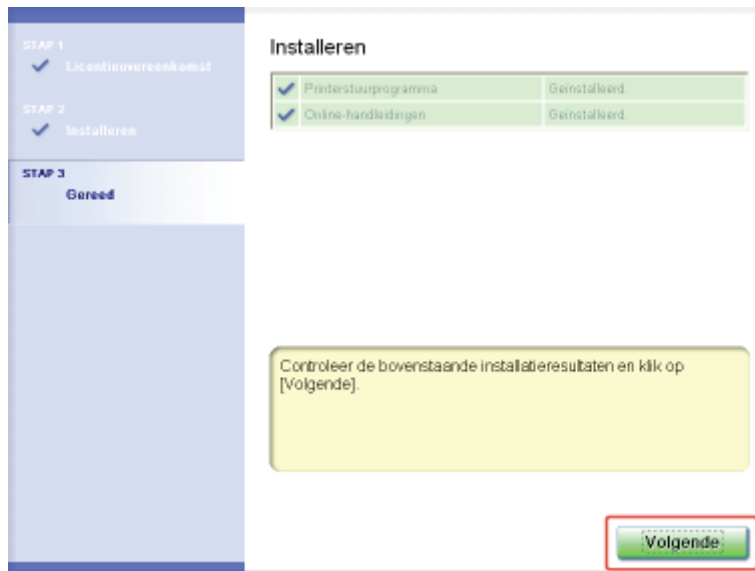 STAP 1
Licentieovereenkomst
STAP 2
Installeren
STAP 3
Gereed
Installeren
Printerstuurprogramma Geïnstalleerd.
Online-handleidingen Geïnstalleerd.
Controleer de bovenstaande installatieresultaten en klik op
[Volgende].
Volgende